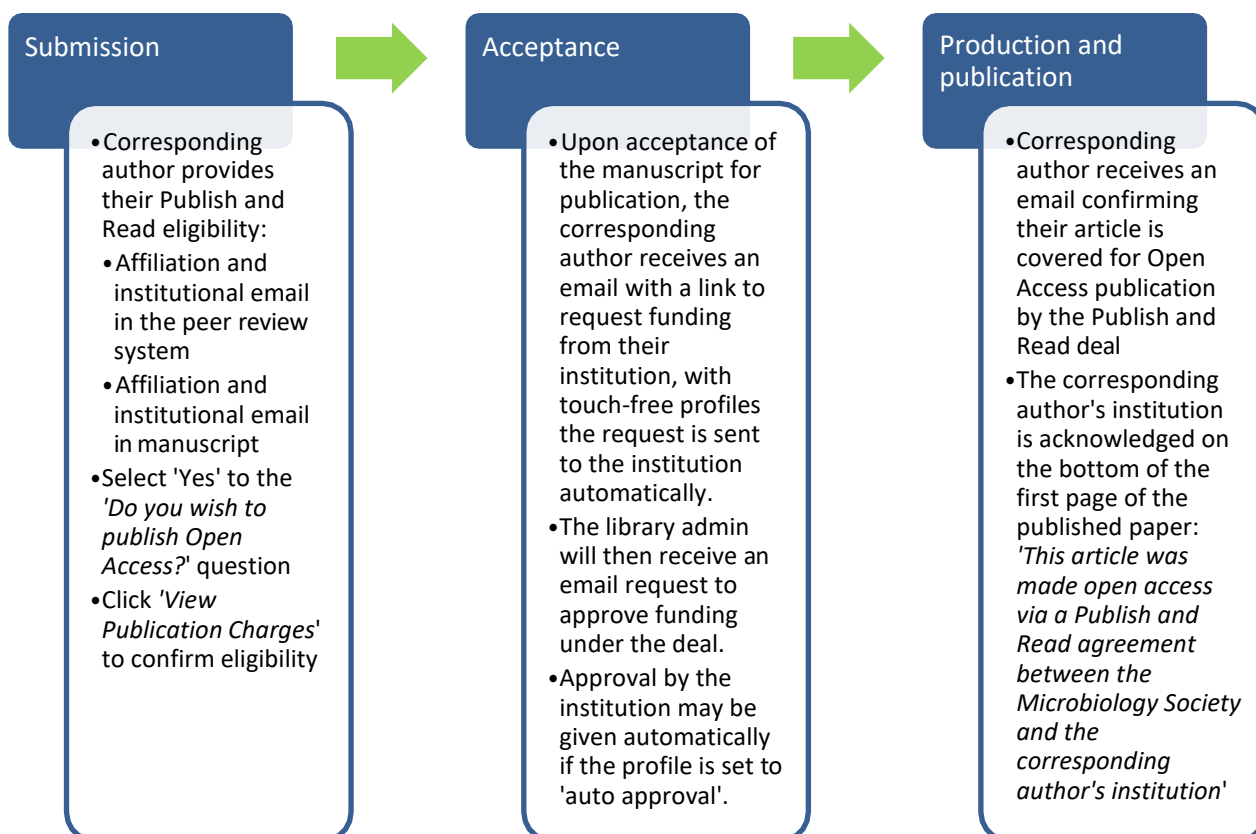 Submission
•Corresponding
author provides
their Publish and
Read eligibility:
•Affiliation and
institutional email
in the peer review
system
•Affiliation and
institutional email
in manuscript
•Select 'Yes' to the
'Do you wish to
publish Open
Access?' question
•Click 'View
Publication Charges'
to confirm eligibility
Acceptance
•Upon acceptance of
the manuscript for
publication, the
corresponding
author receives an
email with a link to
request funding
from their
institution, with
touch-free profiles
the request is sent
to the institution
automatically.
•The library admin
will then receive an
email request to
approve funding
under the deal.
•Approval by the
institution may be
given automatically
if the profile is set to
'auto approval'.
Production and
publication
•Corresponding
author receives an
email confirming
their article is
covered for Open
Access publication
by the Publish and
Read deal
•The corresponding
author's institution
is acknowledged on
the bottom of the
first page of the
published paper:
'This article was
made open access
via a Publish and
Read agreement
between the
Microbiology Society
and the
corresponding
author's institution'